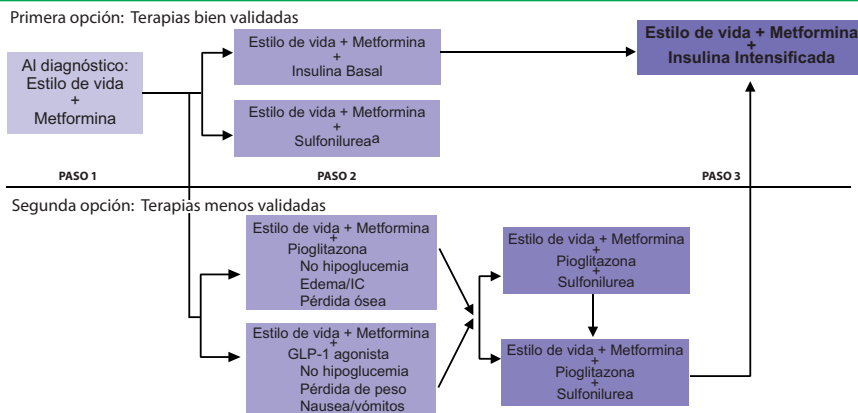 Primera opción: Terapias bien validadas
Al diagnóstico:
Estilo de vida
+
Metformina
Estilo de vida + Metformina
+
Insulina Basal
Estilo de vida + Metformina
+
Sulfonilureaª
Estilo de vida + Metformina
+
Insulina Intensificada
PASO 1
PASO 2
PASO 3
Segunda opción: Terapias menos validadas
Estilo de vida + Metformina
+
Pioglitazona
No hipoglucemia
Edema/IC
Pérdida ósea
Estilo de vida + Metformina
+
GLP-1 agonista
No hipoglucemia
Pérdida de peso
Nausea/vómitos
Estilo de vida + Metformina
+
Pioglitazona
+
Sulfonilurea
Estilo de vida + Metformina
+
Pioglitazona
+
Sulfonilurea